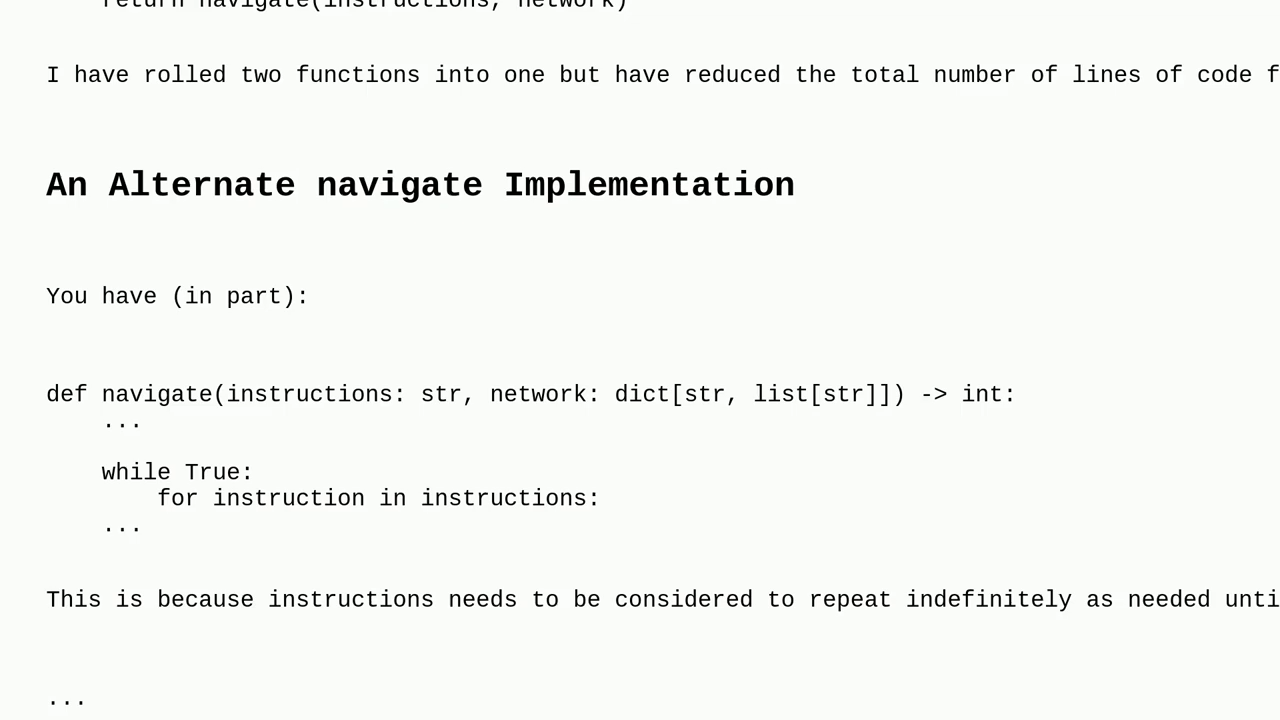 return navigate(instructions, network)
I have rolled two functions into one but have reduced the total number of lines of code f
An Alternate navigate Implementation
You have (in part):
def navigate(instructions: str, network: dict[str, list[str]]) -> int:
    ...
    while True:
        for instruction in instructions:
    ...
This is because instructions needs to be considered to repeat indefinitely as needed unti
...